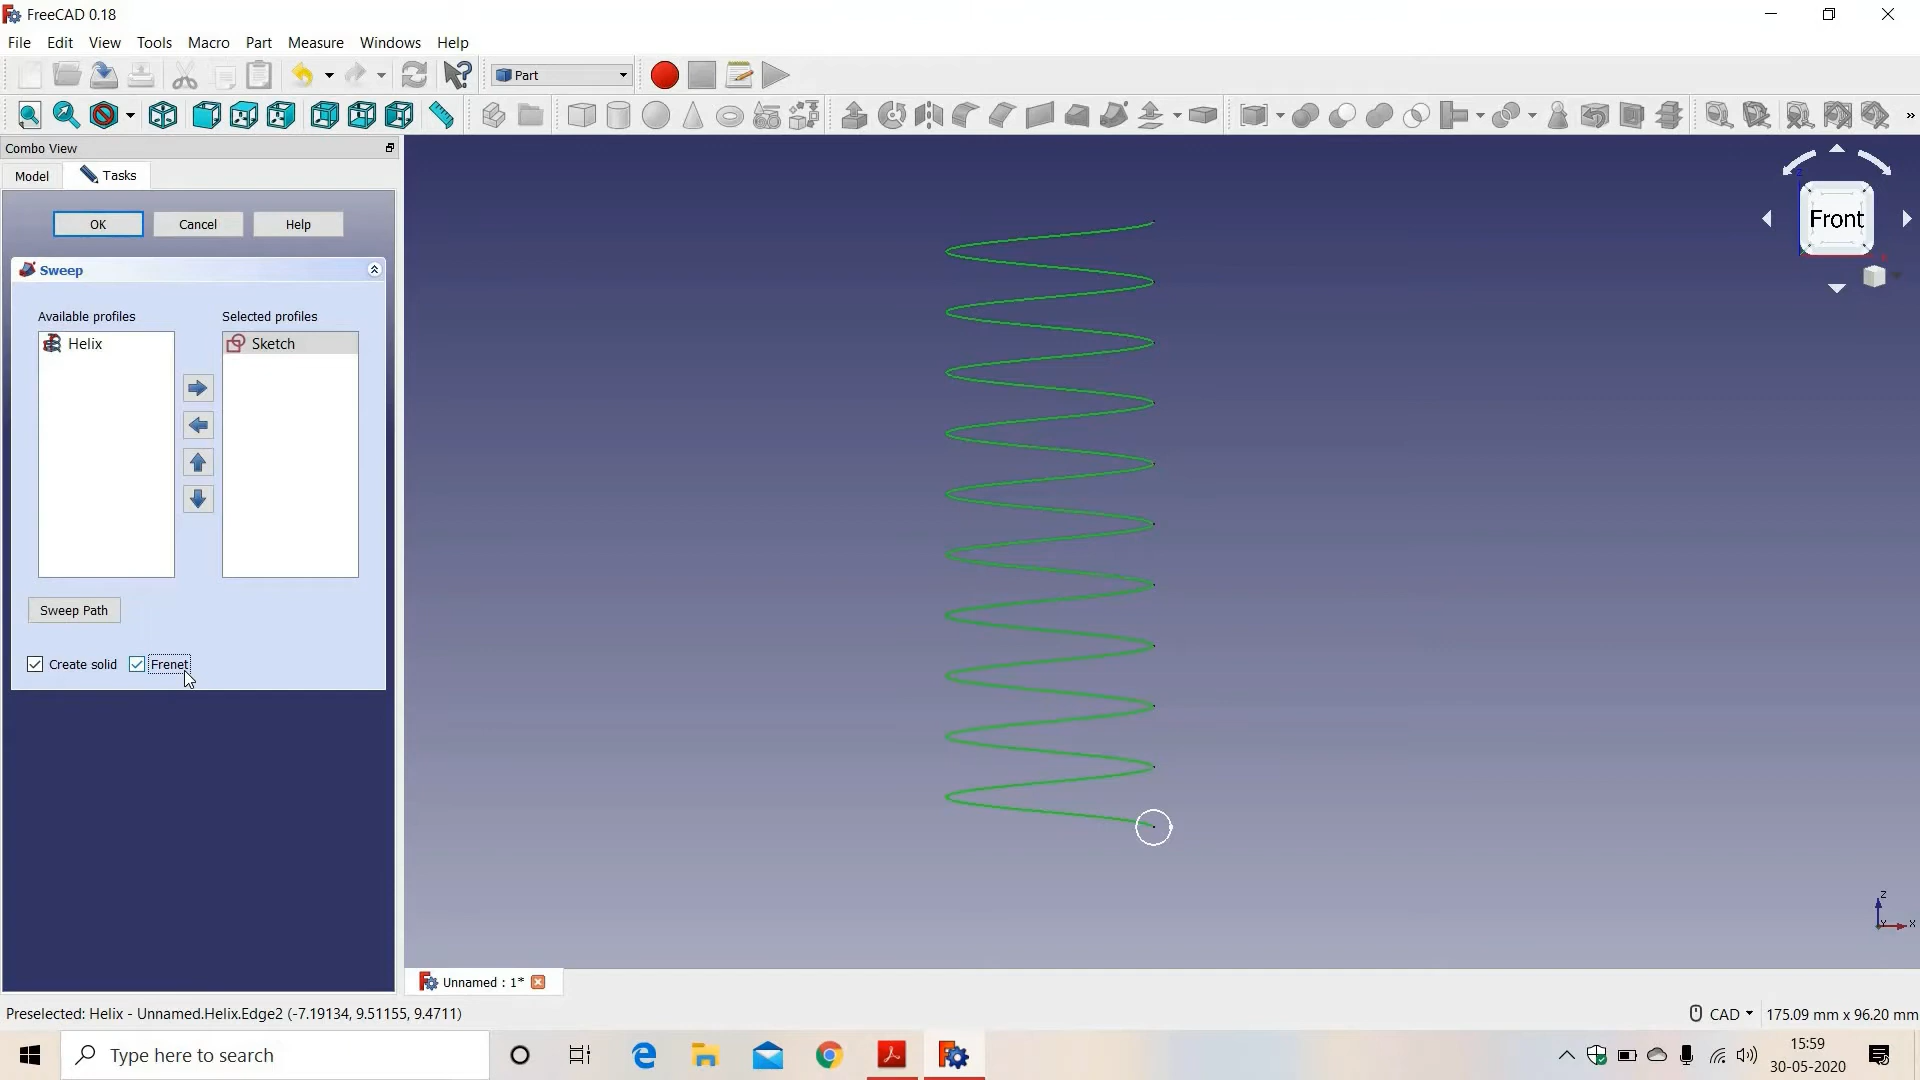 FreeCAD 0.18
File Edit View Tools Macro Part Measure Windows Help
Part
»
Combo View
Model Tasks
OK Cancel Help
Sweep
Available profiles Selected profiles
Helix Sketch
Sweep Path
Create solid Frenet
Front
Z
X
Z
Y X
Unnamed : 1*
Preselected: Helix - Unnamed.Helix.Edge2 (-7.19134, 9.51155, 9.4711) CAD 175.09 mm x 96.20 mm
Type here to search
15:59
30-05-2020